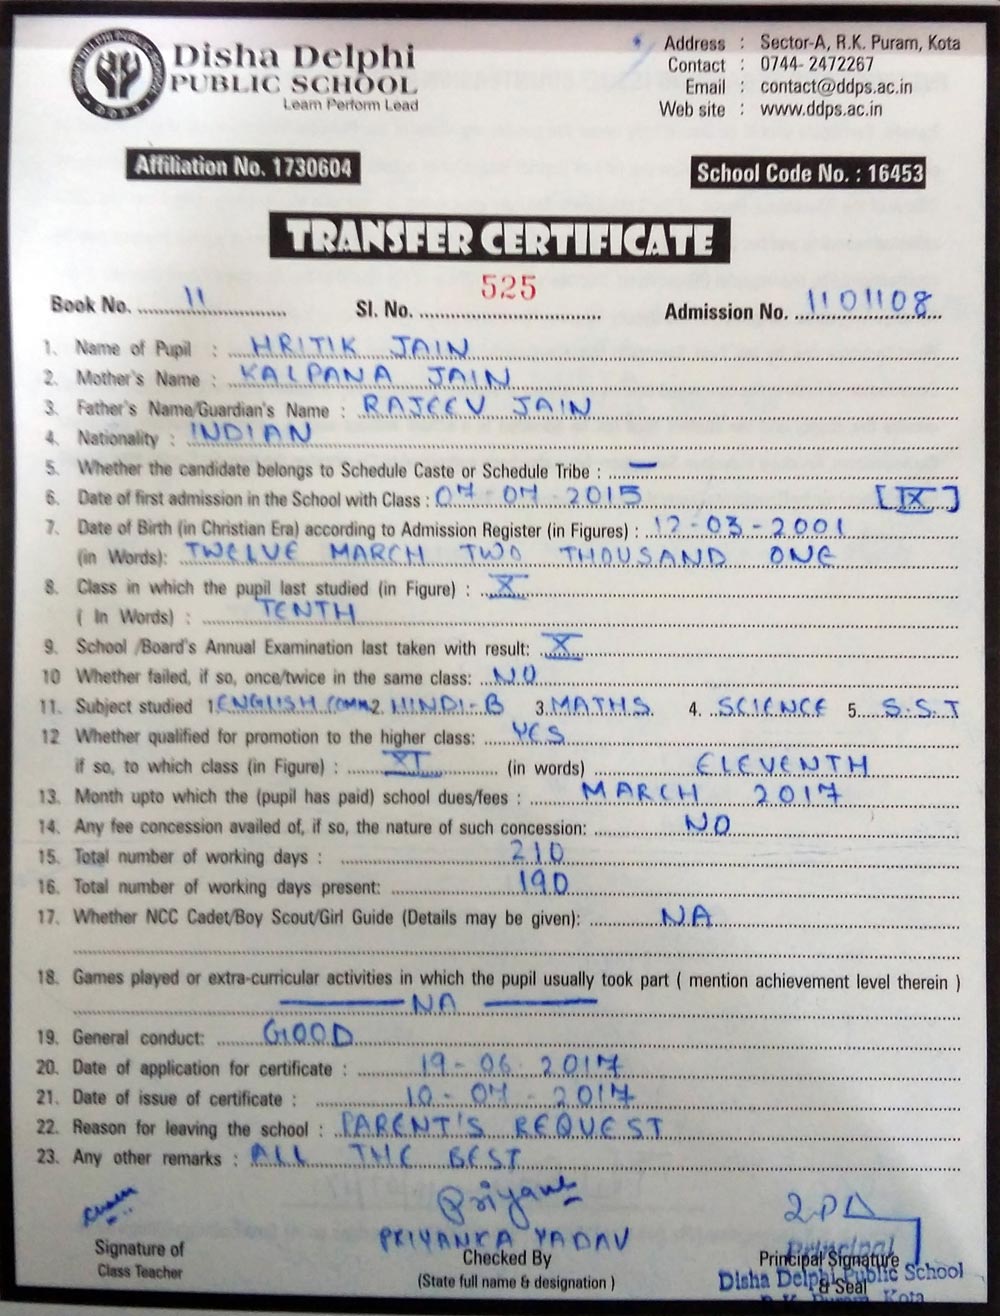 Disha Delphi
PUBLIC SCHOOL
Learn Perform Lead
Address : Sector-A, R.K. Puram, Kota
Contact : 0744- 2472267
Email : contact@ddps.ac.in
Web site : www.ddps.ac.in
Affiliation No. 1730604
School Code No. : 16453
TRANSFER CERTIFICATE
Book No. 11 Sl. No. 525 Admission No. 1101108
1. Name of Pupil : HRITIK JAIN
2. Mother's Name : KALPANA JAIN
3. Father's Name/Guardian's Name : RAJEEV JAIN
4. Nationality : INDIAN
5. Whether the candidate belongs to Schedule Caste or Schedule Tribe : —
6. Date of first admission in the School with Class : 07-07-2015 [IX]
7. Date of Birth (in Christian Era) according to Admission Register (in Figures) : 12-03-2001
(in Words): TWELVE MARCH TWO THOUSAND ONE
8. Class in which the pupil last studied (in Figure) : X
( In Words) : TENTH
9. School /Board's Annual Examination last taken with result: X
10 Whether failed, if so, once/twice in the same class: NO
11. Subject studied 1. ENGLISH COMM 2. HINDI-B 3. MATHS. 4. SCIENCE 5. S.S.T
12 Whether qualified for promotion to the higher class: YES
if so, to which class (in Figure) : XI (in words) ELEVENTH
13. Month upto which the (pupil has paid) school dues/fees : MARCH 2017
14. Any fee concession availed of, if so, the nature of such concession: NO
15. Total number of working days : 210
16. Total number of working days present: 190
17. Whether NCC Cadet/Boy Scout/Girl Guide (Details may be given): NA
18. Games played or extra-curricular activities in which the pupil usually took part ( mention achievement level therein )
— NA —
19. General conduct: GOOD
20. Date of application for certificate : 19-06-2017
21. Date of issue of certificate : 10-07-2017
22. Reason for leaving the school : PARENT'S REQUEST
23. Any other remarks : ALL THE BEST
Priyanka
PRIYANKA YADAV
Signature of
Class Teacher
Checked By
(State full name & designation )
Principal Signature
& Seal
Principal
Disha Delphi Public School
R.K. Puram, Kota